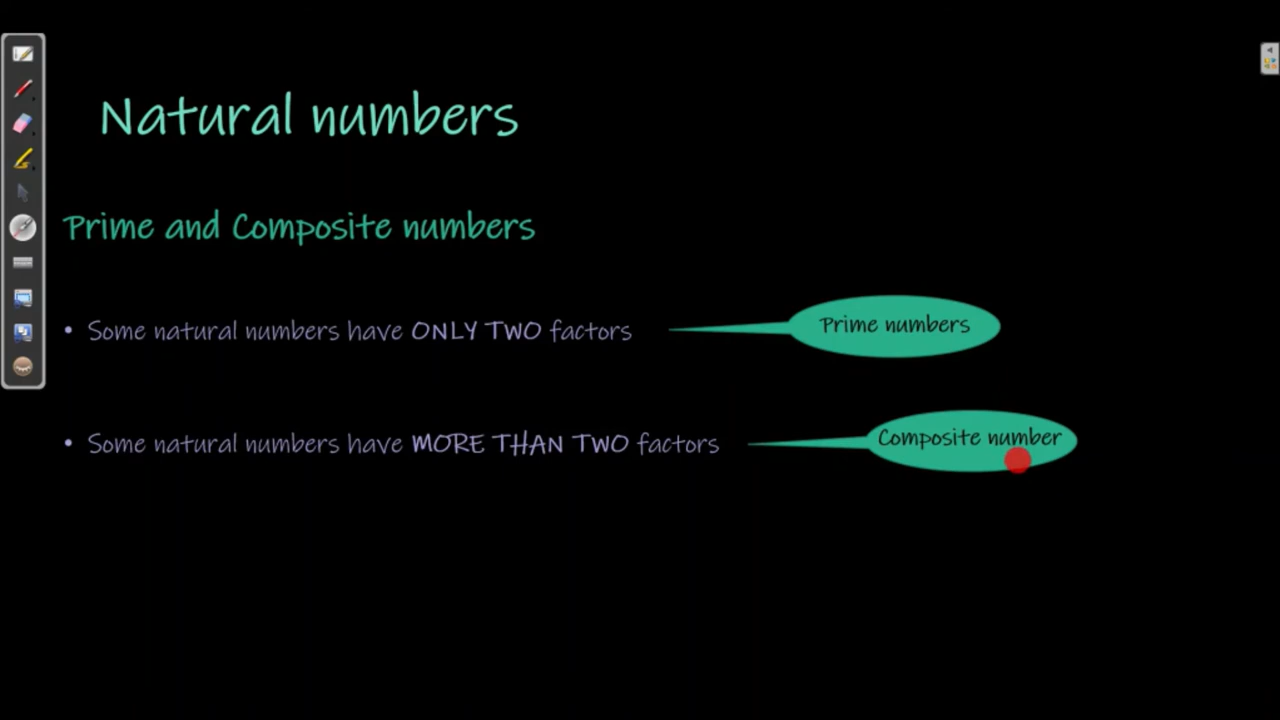 Natural numbers
Prime and Composite numbers
• Some natural numbers have ONLY TWO factors
Prime numbers
• Some natural numbers have MORE THAN TWO factors
Composite number